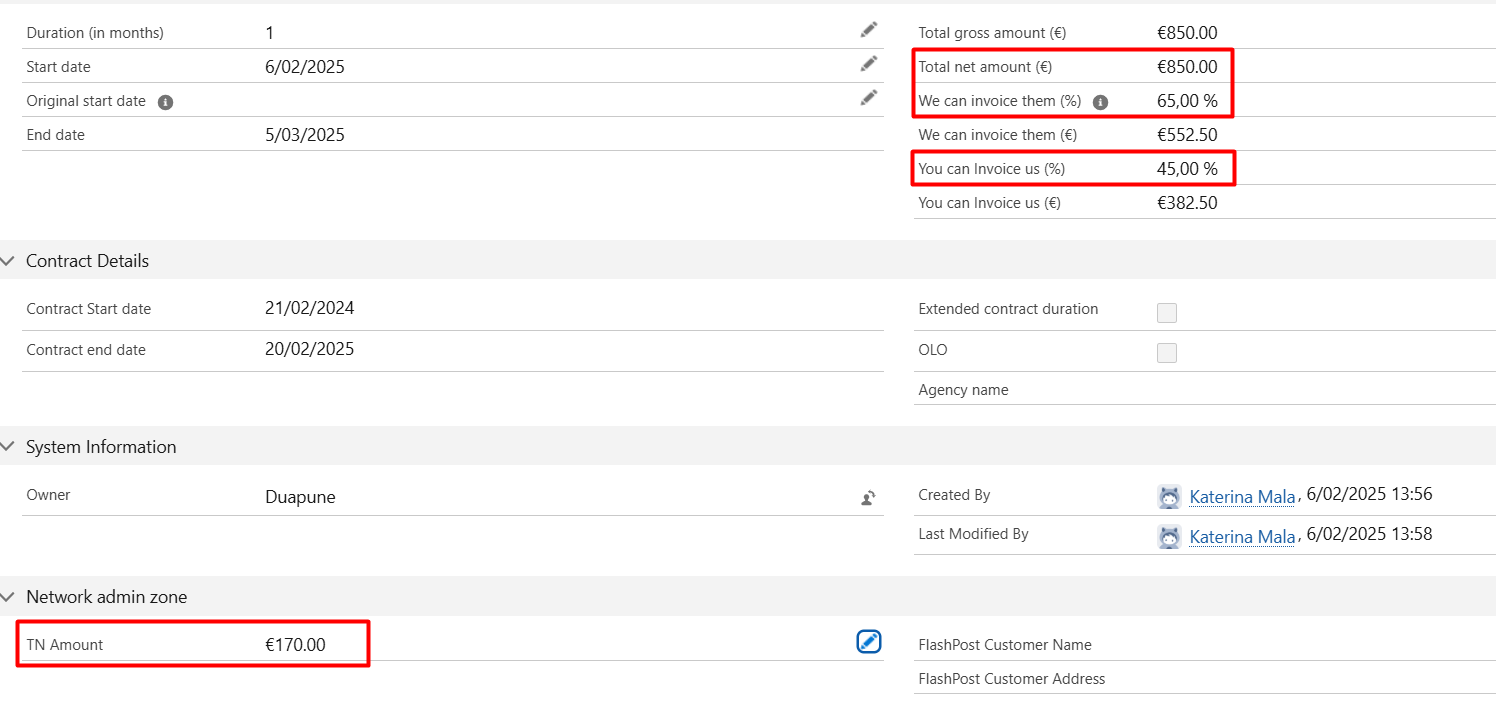 Duration (in months) 1
Start date 6/02/2025
Original start date
End date 5/03/2025
Total gross amount (€) €850.00
Total net amount (€) €850.00
We can invoice them (%) 65,00 %
We can invoice them (€) €552.50
You can Invoice us (%) 45,00 %
You can Invoice us (€) €382.50
Contract Details
Contract Start date 21/02/2024
Contract end date 20/02/2025
Extended contract duration
OLO
Agency name
System Information
Owner Duapune
Created By Katerina Mala, 6/02/2025 13:56
Last Modified By Katerina Mala, 6/02/2025 13:58
Network admin zone
TN Amount €170.00
FlashPost Customer Name
FlashPost Customer Address